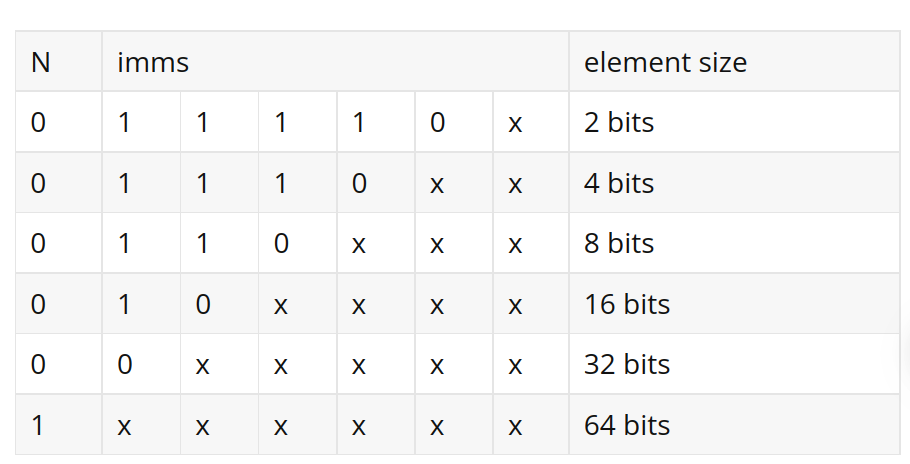 N imms element size
0 1 1 1 1 0 x 2 bits
0 1 1 1 0 x x 4 bits
0 1 1 0 x x x 8 bits
0 1 0 x x x x 16 bits
0 0 x x x x x 32 bits
1 x x x x x x 64 bits